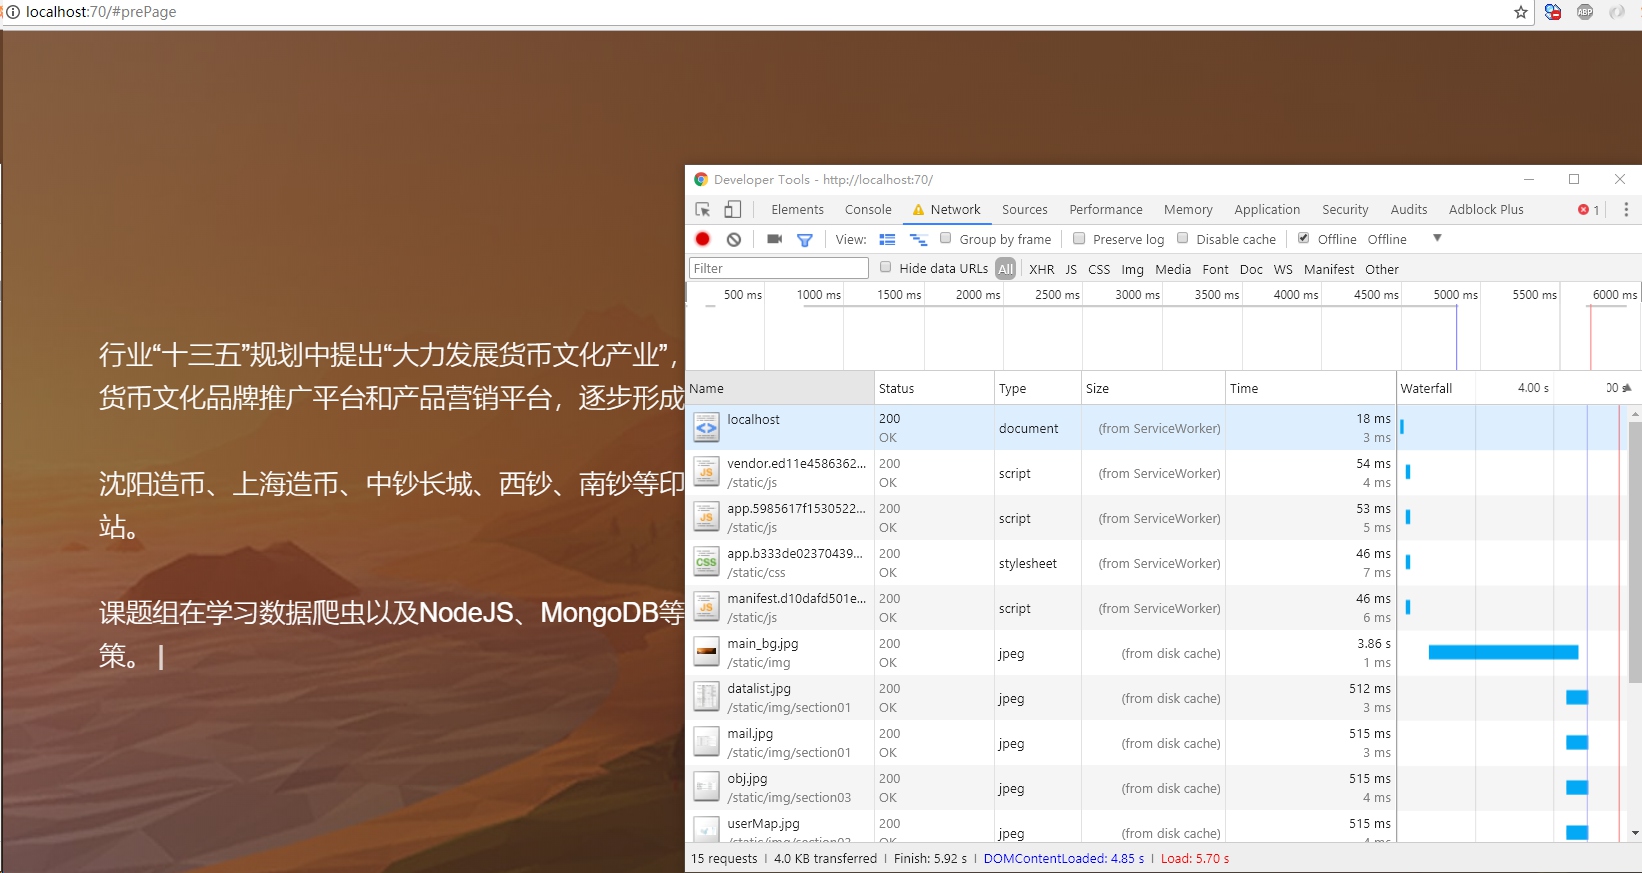 localhost:70/#prePage
ABP
行业“十三五”规划中提出“大力发展货币文化产业”，
货币文化品牌推广平台和产品营销平台，逐步形成
沈阳造币、上海造币、中钞长城、西钞、南钞等印
站。
课题组在学习数据爬虫以及NodeJS、MongoDB等
策。
Developer Tools - http://localhost:70/
Elements Console Network Sources Performance Memory Application Security Audits Adblock Plus 1
View: Group by frame Preserve log Disable cache Offline Offline
Filter Hide data URLs All XHR JS CSS Img Media Font Doc WS Manifest Other
500 ms 1000 ms 1500 ms 2000 ms 2500 ms 3000 ms 3500 ms 4000 ms 4500 ms 5000 ms 5500 ms 6000 ms
Name Status Type Size Time Waterfall 4.00 s 00 s
localhost 200 OK document (from ServiceWorker) 18 ms 3 ms
JS vendor.ed11e4586362... /static/js 200 OK script (from ServiceWorker) 54 ms 4 ms
JS app.5985617f1530522... /static/js 200 OK script (from ServiceWorker) 53 ms 5 ms
CSS app.b333de02370439... /static/css 200 OK stylesheet (from ServiceWorker) 46 ms 7 ms
JS manifest.d10dafd501e... /static/js 200 OK script (from ServiceWorker) 46 ms 6 ms
main_bg.jpg /static/img 200 OK jpeg (from disk cache) 3.86 s 1 ms
datalist.jpg /static/img/section01 200 OK jpeg (from disk cache) 512 ms 3 ms
mail.jpg /static/img/section01 200 OK jpeg (from disk cache) 515 ms 3 ms
obj.jpg /static/img/section03 200 OK jpeg (from disk cache) 515 ms 4 ms
userMap.jpg 200 jpeg (from disk cache) 515 ms
15 requests | 4.0 KB transferred | Finish: 5.92 s | DOMContentLoaded: 4.85 s | Load: 5.70 s